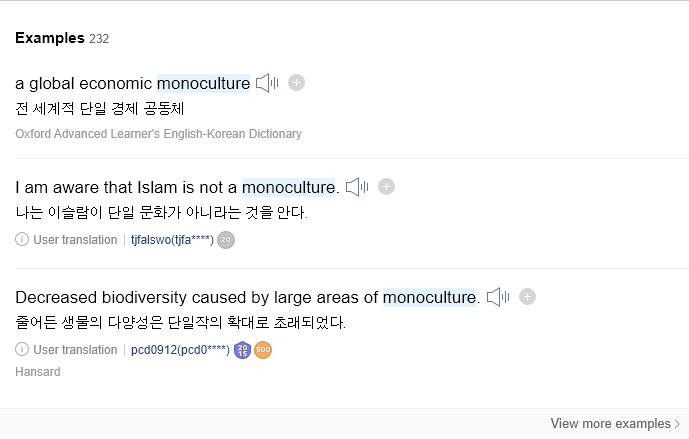 Examples 232
a global economic monoculture
전 세계적 단일 경제 공동체
Oxford Advanced Learner's English-Korean Dictionary
I am aware that Islam is not a monoculture.
나는 이슬람이 단일 문화가 아니라는 것을 안다.
User translation | tjfalswo(tjfa****) 20
Decreased biodiversity caused by large areas of monoculture.
줄어든 생물의 다양성은 단일작의 확대로 초래되었다.
User translation | pcd0912(pcd0****) 2015 500
Hansard
View more examples